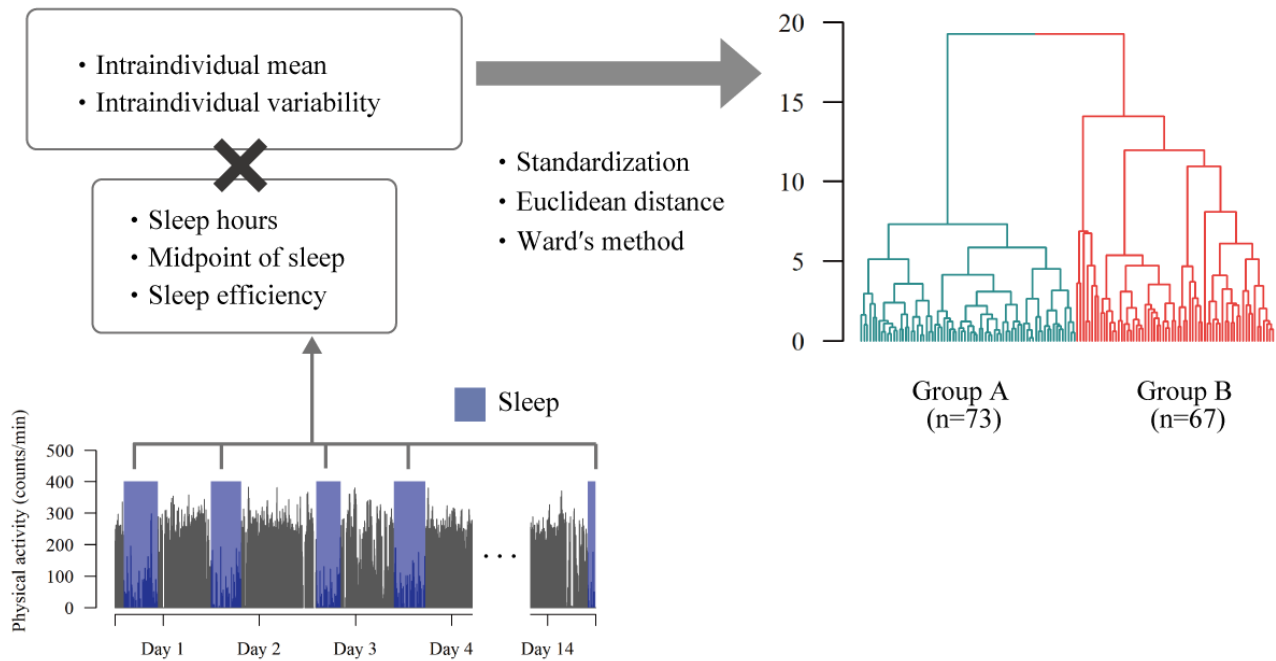 ・Intraindividual mean
・Intraindividual variability
・Sleep hours
・Midpoint of sleep
・Sleep efficiency
・Standardization
・Euclidean distance
・Ward's method
20
15
10
5
0
Group A
(n=73)
Group B
(n=67)
Sleep
Physical activity (counts/min)
500
400
300
200
100
0
・・・
Day 1 Day 2 Day 3 Day 4 Day 14